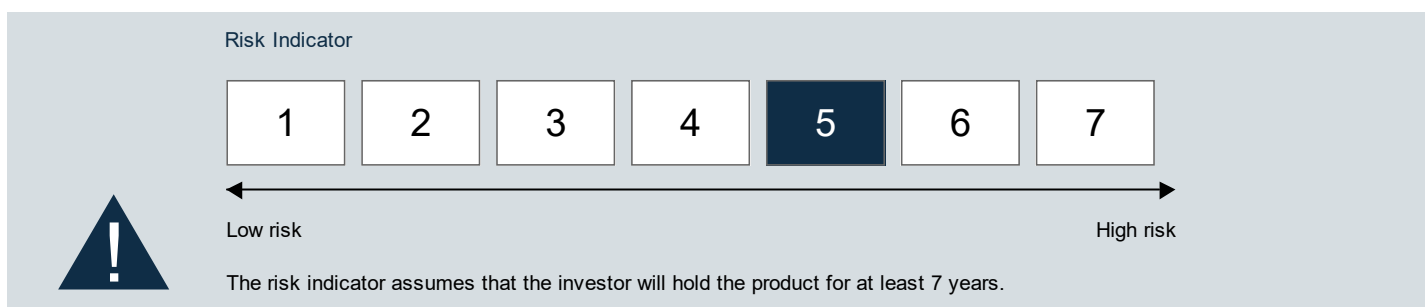 Risk Indicator
1 2 3 4 5 6 7
Low risk High risk
!
The risk indicator assumes that the investor will hold the product for at least 7 years.